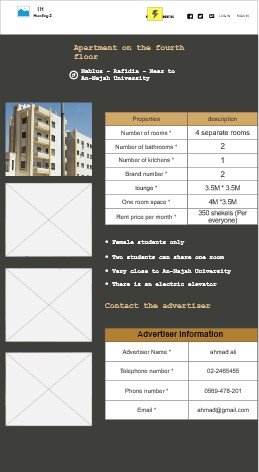 IH
Heading 2
LOG IN
SIGN IN
Apartment on the fourth
floor
Nablus - Rafidia - Near to
An-Najah University
Properties description
Number of rooms * 4 separate rooms
Number of bathrooms * 2
Number of kitchens * 1
Brand number * 2
lounge * 3.5M * 3.5M
One room space * 4M *3.5M
Rent price per month * 350 shekels (Per
everyone)
* Female students only
* Two students can share one room
* Very close to An-Najah University
* There is an electric elevator
Contact the advertiser
Advertiser Information
Advertiser Name * ahmad ali
Telephone number * 02-2465455
Phone number * 0569-478-201
Email * ahmad@gmail.com